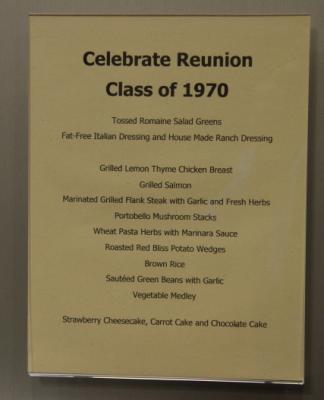 Celebrate Reunion
Class of 1970
Tossed Romaine Salad Greens
Fat-Free Italian Dressing and House Made Ranch Dressing
Grilled Lemon Thyme Chicken Breast
Grilled Salmon
Marinated Grilled Flank Steak with Garlic and Fresh Herbs
Portobello Mushroom Stacks
Wheat Pasta Herbs with Marinara Sauce
Roasted Red Bliss Potato Wedges
Brown Rice
Sautéed Green Beans with Garlic
Vegetable Medley
Strawberry Cheesecake, Carrot Cake and Chocolate Cake